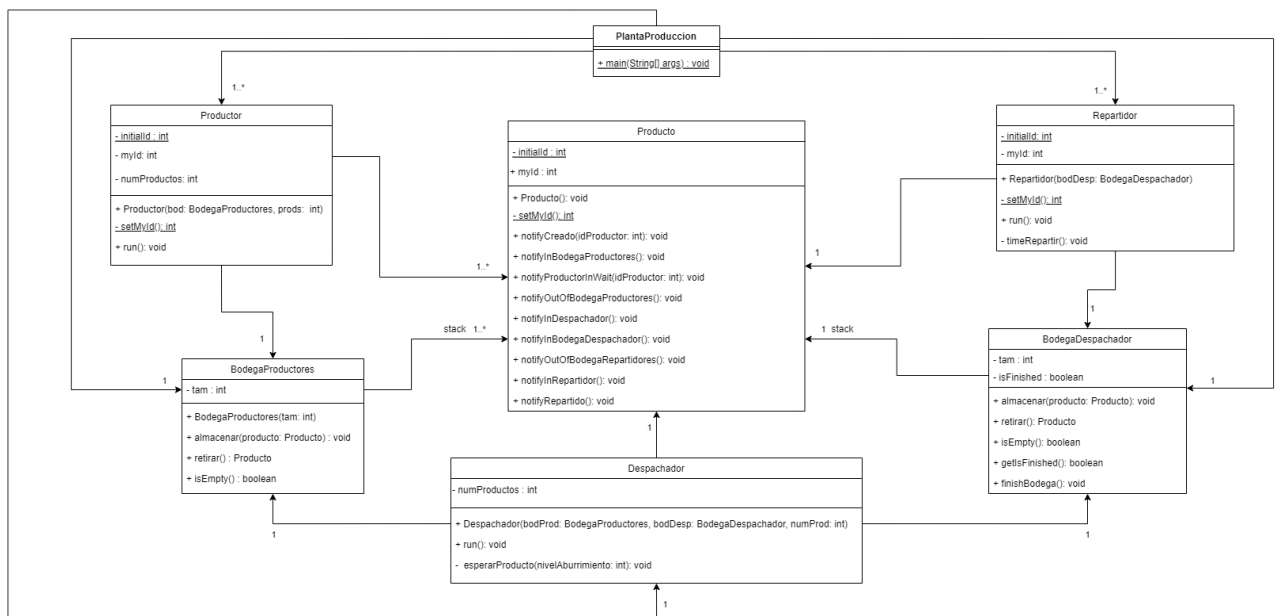 PlantaProduccion
+ main(String[] args) : void
1..*
1..*
Productor
- initialId : int
- myId: int
- numProductos: int
+ Productor(bod: BodegaProductores, prods: int)
- setMyId(): int
+ run(): void
Producto
- initialId : int
+ myId : int
+ Producto(): void
- setMyId(): int
+ notifyCreado(idProductor: int): void
+ notifyInBodegaProductores(): void
+ notifyProductorInWait(idProductor: int): void
+ notifyOutOfBodegaProductores(): void
+ notifyInDespachador(): void
+ notifyInBodegaDespachador(): void
+ notifyOutOfBodegaRepartidores(): void
+ notifyInRepartidor(): void
+ notifyRepartido(): void
Repartidor
- initialId: int
- myId: int
+ Repartidor(bodDesp: BodegaDespachador)
- setMyId(): int
+ run(): void
- timeRepartir(): void
1..*
1
1
1
stack 1..*
1 stack
1
1
BodegaProductores
- tam : int
+ BodegaProductores(tam: int)
+ almacenar(producto: Producto) : void
+ retirar() : Producto
+ isEmpty() : boolean
BodegaDespachador
- tam : int
- isFinished : boolean
+ almacenar(producto: Producto): void
+ retirar(): Producto
+ isEmpty(): boolean
+ getIsFinished(): boolean
+ finishBodega(): void
1
Despachador
- numProductos : int
+ Despachador(bodProd: BodegaProductores, bodDesp: BodegaDespachador, numProd: int)
+ run(): void
- esperarProducto(nivelAburrimiento: int): void
1
1
1